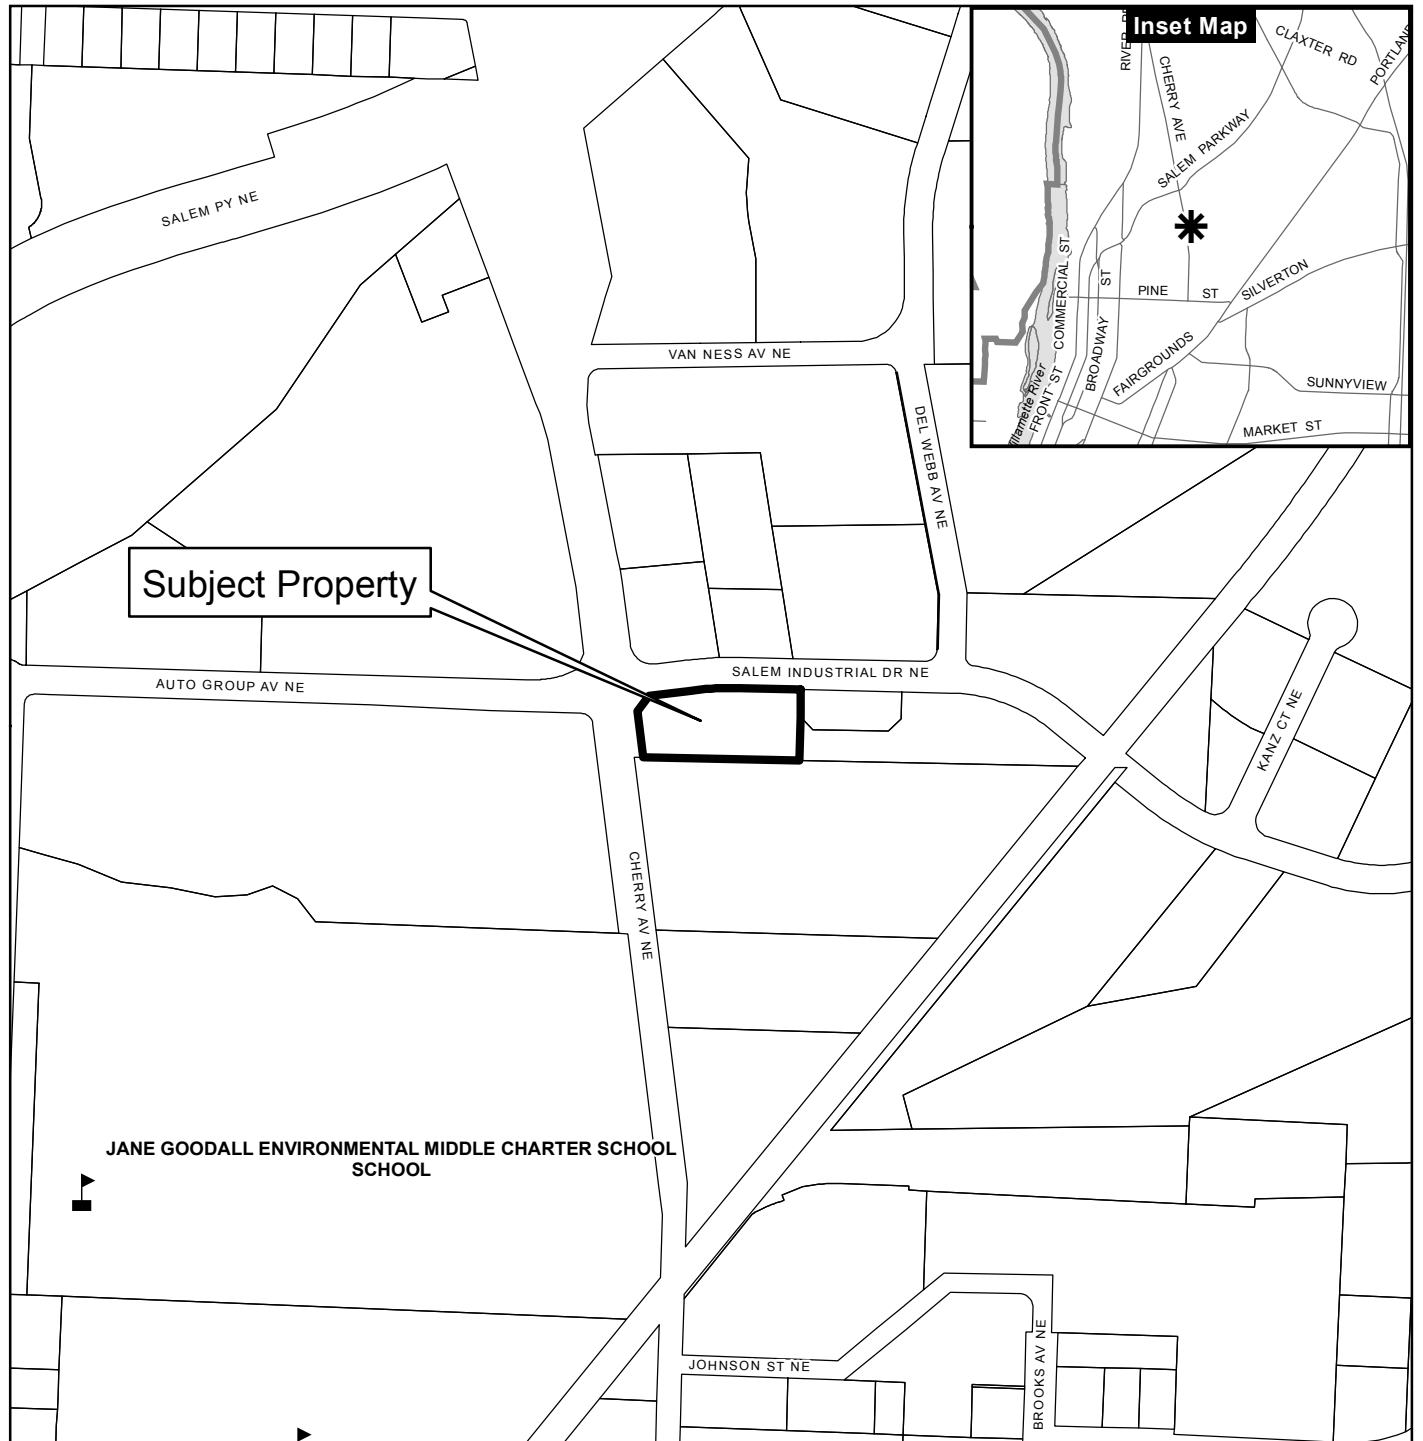 Inset Map
CLAXTER RD
CHERRY AVE
SALEM PARKWAY
COMMERCIAL ST
BROADWAY ST
FRONT ST
PINE ST
SILVERTON
FAIRGROUNDS
SUNNYVIEW
MARKET ST
SALEM PY NE
VAN NESS AV NE
DEL WEBB AV NE
Subject Property
SALEM INDUSTRIAL DR NE
AUTO GROUP AV NE
KANZ CT NE
CHERRY AV NE
JANE GOODALL ENVIRONMENTAL MIDDLE CHARTER SCHOOL
SCHOOL
JOHNSON ST NE
BROOKS AV NE